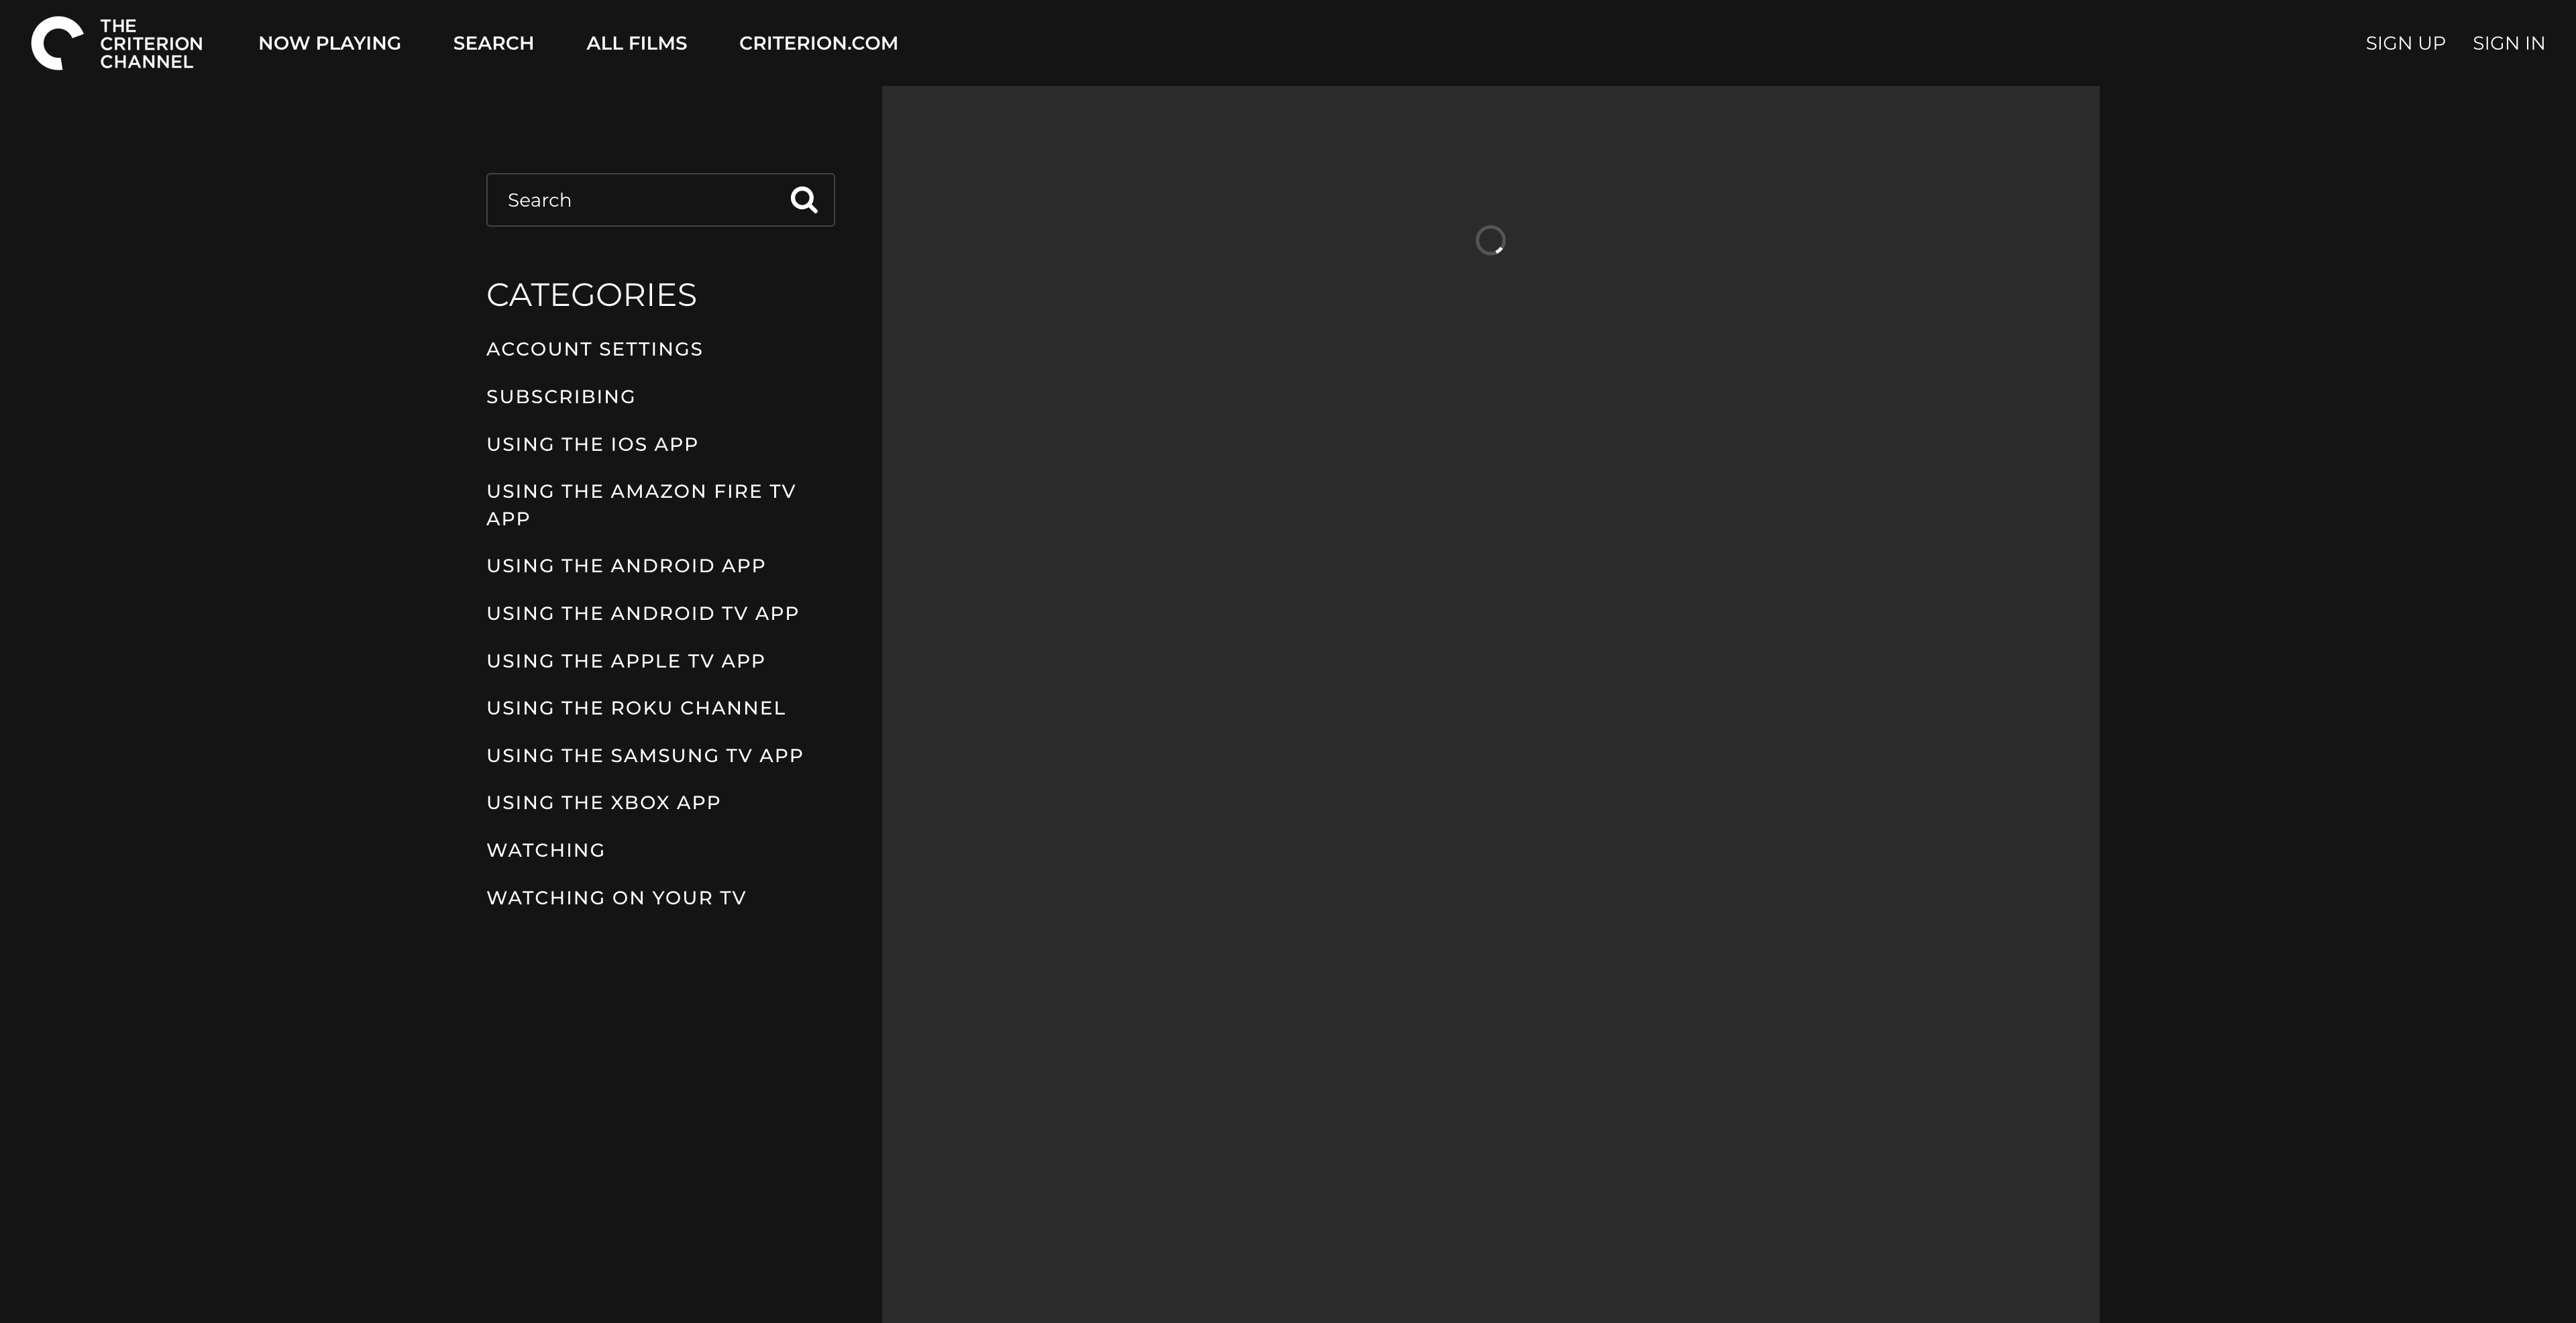 THE
CRITERION
CHANNEL
NOW PLAYING
SEARCH
ALL FILMS
CRITERION.COM
SIGN UP
SIGN IN
Search
CATEGORIES
ACCOUNT SETTINGS
SUBSCRIBING
USING THE IOS APP
USING THE AMAZON FIRE TV
APP
USING THE ANDROID APP
USING THE ANDROID TV APP
USING THE APPLE TV APP
USING THE ROKU CHANNEL
USING THE SAMSUNG TV APP
USING THE XBOX APP
WATCHING
WATCHING ON YOUR TV